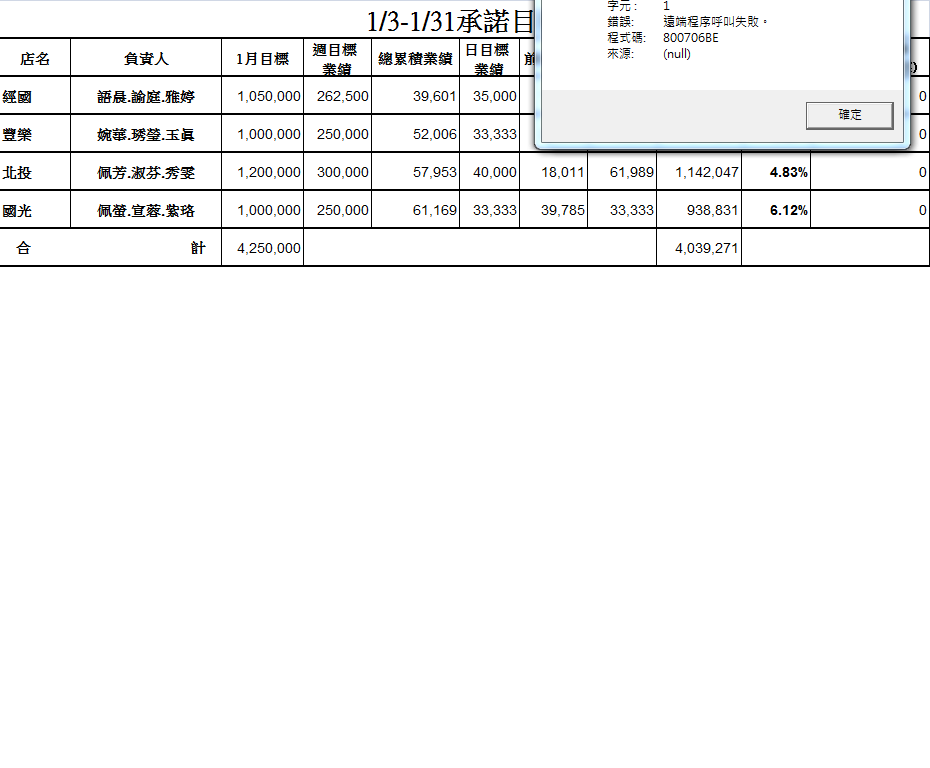 1/3-1/31承諾目
字元: 1
錯誤: 遠端程序呼叫失敗。
程式碼: 800706BE
來源: (null)
確定
店名 負責人 1月目標 週目標業績 總累積業績 日目標業績 前
經國 語晨.諭庭.雅婷 1,050,000 262,500 39,601 35,000 0
豐樂 婉華.琇瑩.玉真 1,000,000 250,000 52,006 33,333 0
北投 佩芳.淑芬.秀雯 1,200,000 300,000 57,953 40,000 18,011 61,989 1,142,047 4.83% 0
國光 佩螢.宣蓉.紫珞 1,000,000 250,000 61,169 33,333 39,785 33,333 938,831 6.12% 0
合 計 4,250,000 4,039,271